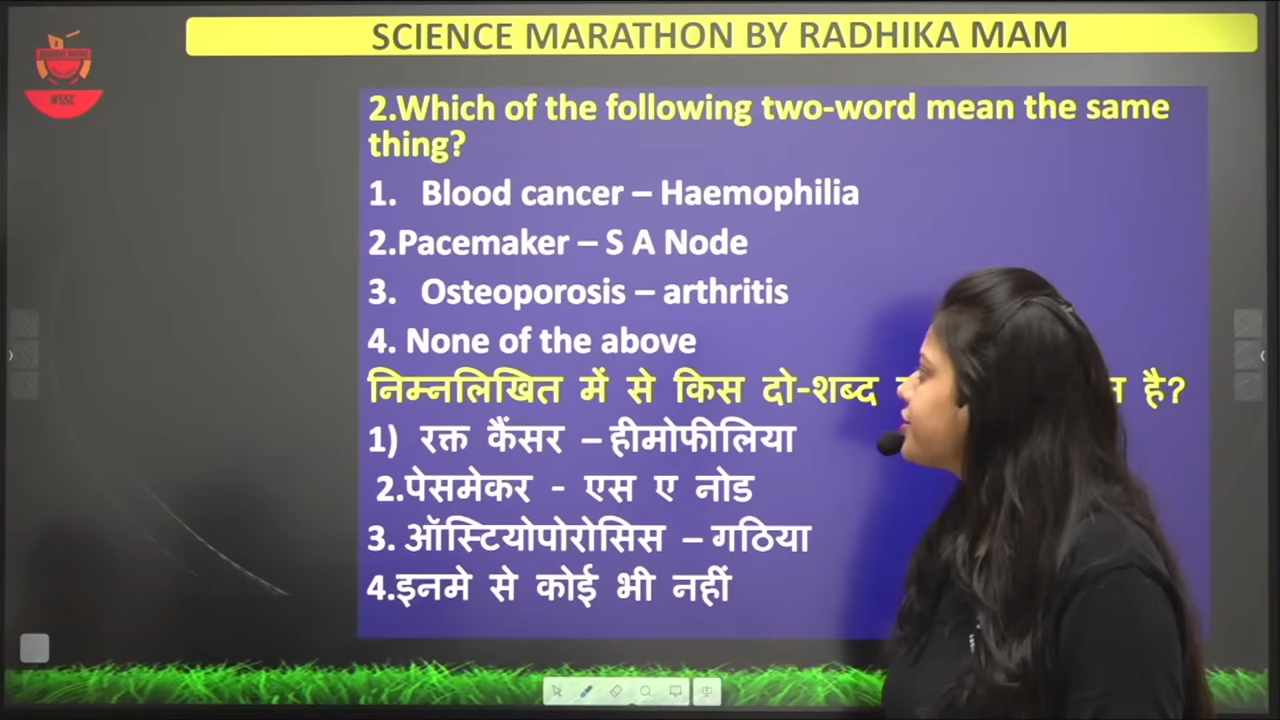 SCIENCE MARATHON BY RADHIKA MAM
#SSC
2.Which of the following two-word mean the same
thing?
1. Blood cancer – Haemophilia
2.Pacemaker – S A Node
3. Osteoporosis – arthritis
4. None of the above
निम्नलिखित में से किस दो-शब्द है?
1) रक्त कैंसर – हीमोफीलिया
2.पेसमेकर - एस ए नोड
3. ऑस्टियोपोरोसिस – गठिया
4.इनमे से कोई भी नहीं